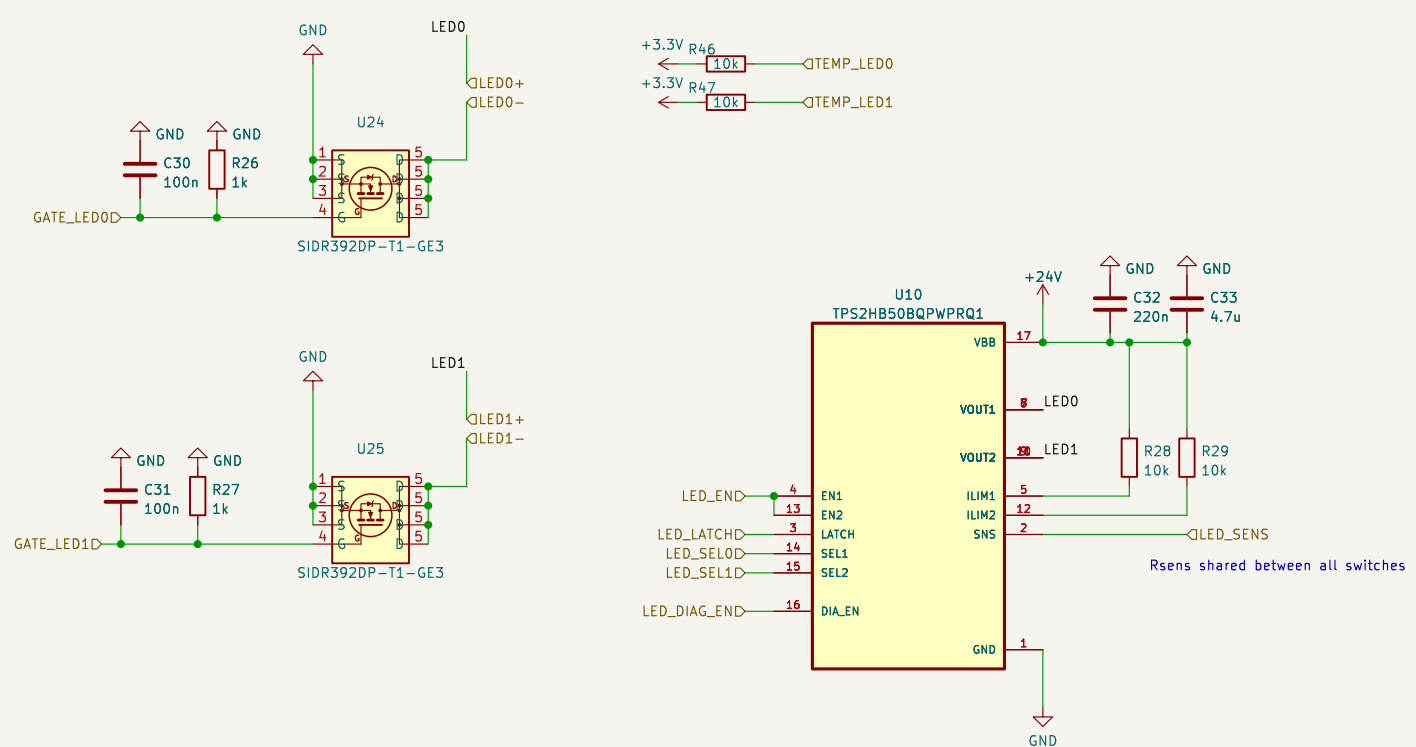 GND
LED0
LED0+
LED0-
U24
GND
GND
C30
100n
R26
1k
1
2
3
4
S
S
S
G
S
D
G
D
D
D
D
5
5
5
5
GATE_LED0
SIDR392DP-T1-GE3
+3.3V
R46
10k
TEMP_LED0
+3.3V
R47
10k
TEMP_LED1
GND
LED1
LED1+
LED1-
U25
GND
GND
C31
100n
R27
1k
1
2
3
4
S
S
S
G
S
D
G
D
D
D
D
5
5
5
5
GATE_LED1
SIDR392DP-T1-GE3
U10
TPS2HB50BQPWPRQ1
+24V
GND
GND
C32
220n
C33
4.7u
VBB
17
VOUT1
LED0
VOUT2
LED1
R28
10k
R29
10k
LED_EN
4
EN1
ILIM1
5
13
EN2
ILIM2
12
LED_LATCH
3
LATCH
SNS
2
LED_SENS
LED_SEL0
14
SEL1
LED_SEL1
15
SEL2
Rsens shared between all switches
LED_DIAG_EN
16
DIA_EN
GND
1
GND